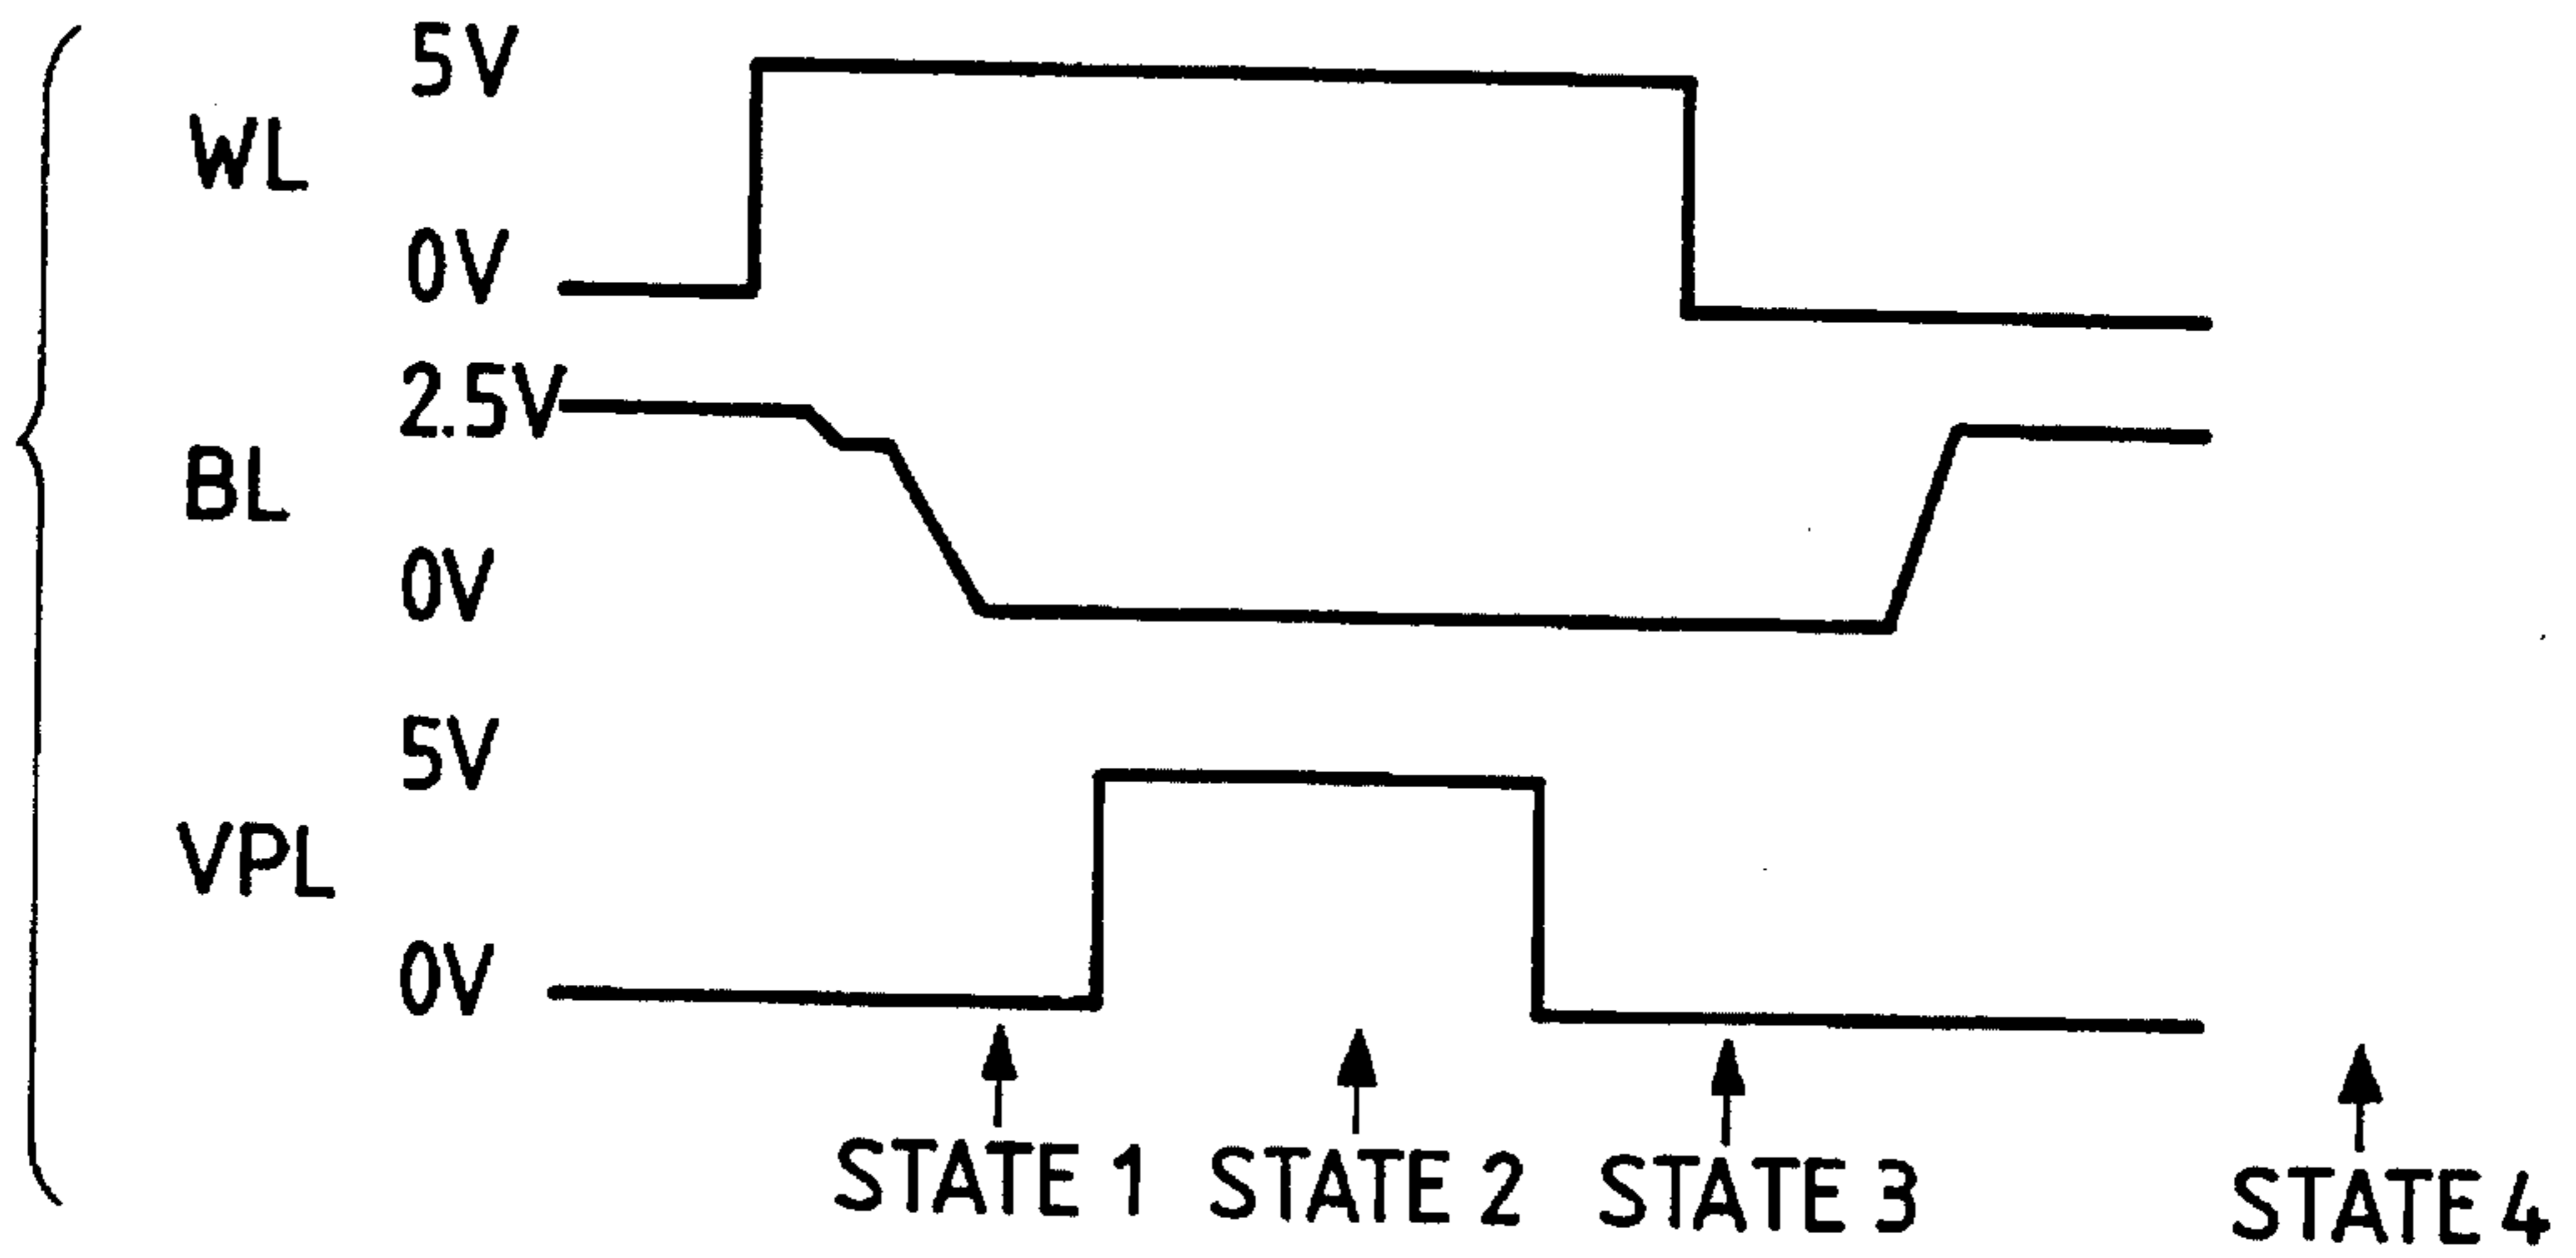 5V
WL
0V
2.5V
BL
0V
5V
VPL
0V
STATE 1 STATE 2 STATE 3 STATE 4